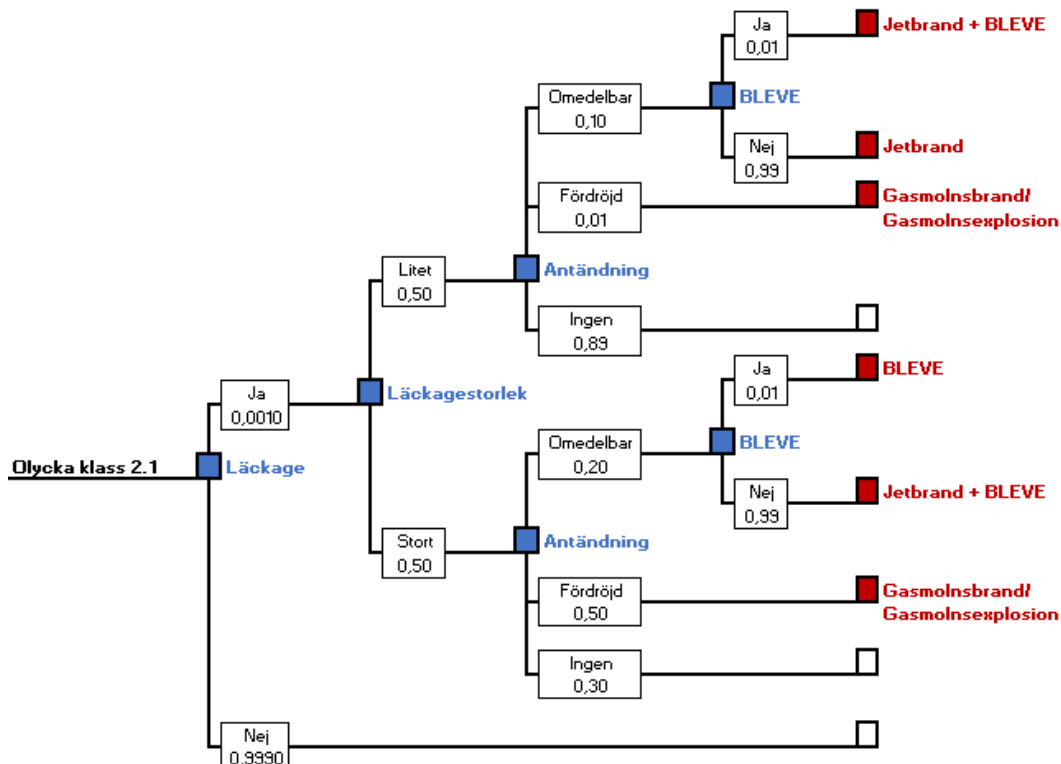 Ja
0,01
Jetbrand + BLEVE
Omedelbar
0,10
BLEVE
Nej
0,99
Jetbrand
Fördröjd
0,01
Gasmolnsbrand/
Gasmolnsexplosion
Litet
0,50
Antändning
Ingen
0,89
Ja
0,01
BLEVE
Ja
0,0010
Läckagestorlek
Omedelbar
0,20
BLEVE
Olycka klass 2.1
Läckage
Nej
0,99
Jetbrand + BLEVE
Stort
0,50
Antändning
Fördröjd
0,50
Gasmolnsbrand/
Gasmolnsexplosion
Ingen
0,30
Nej
0,9990